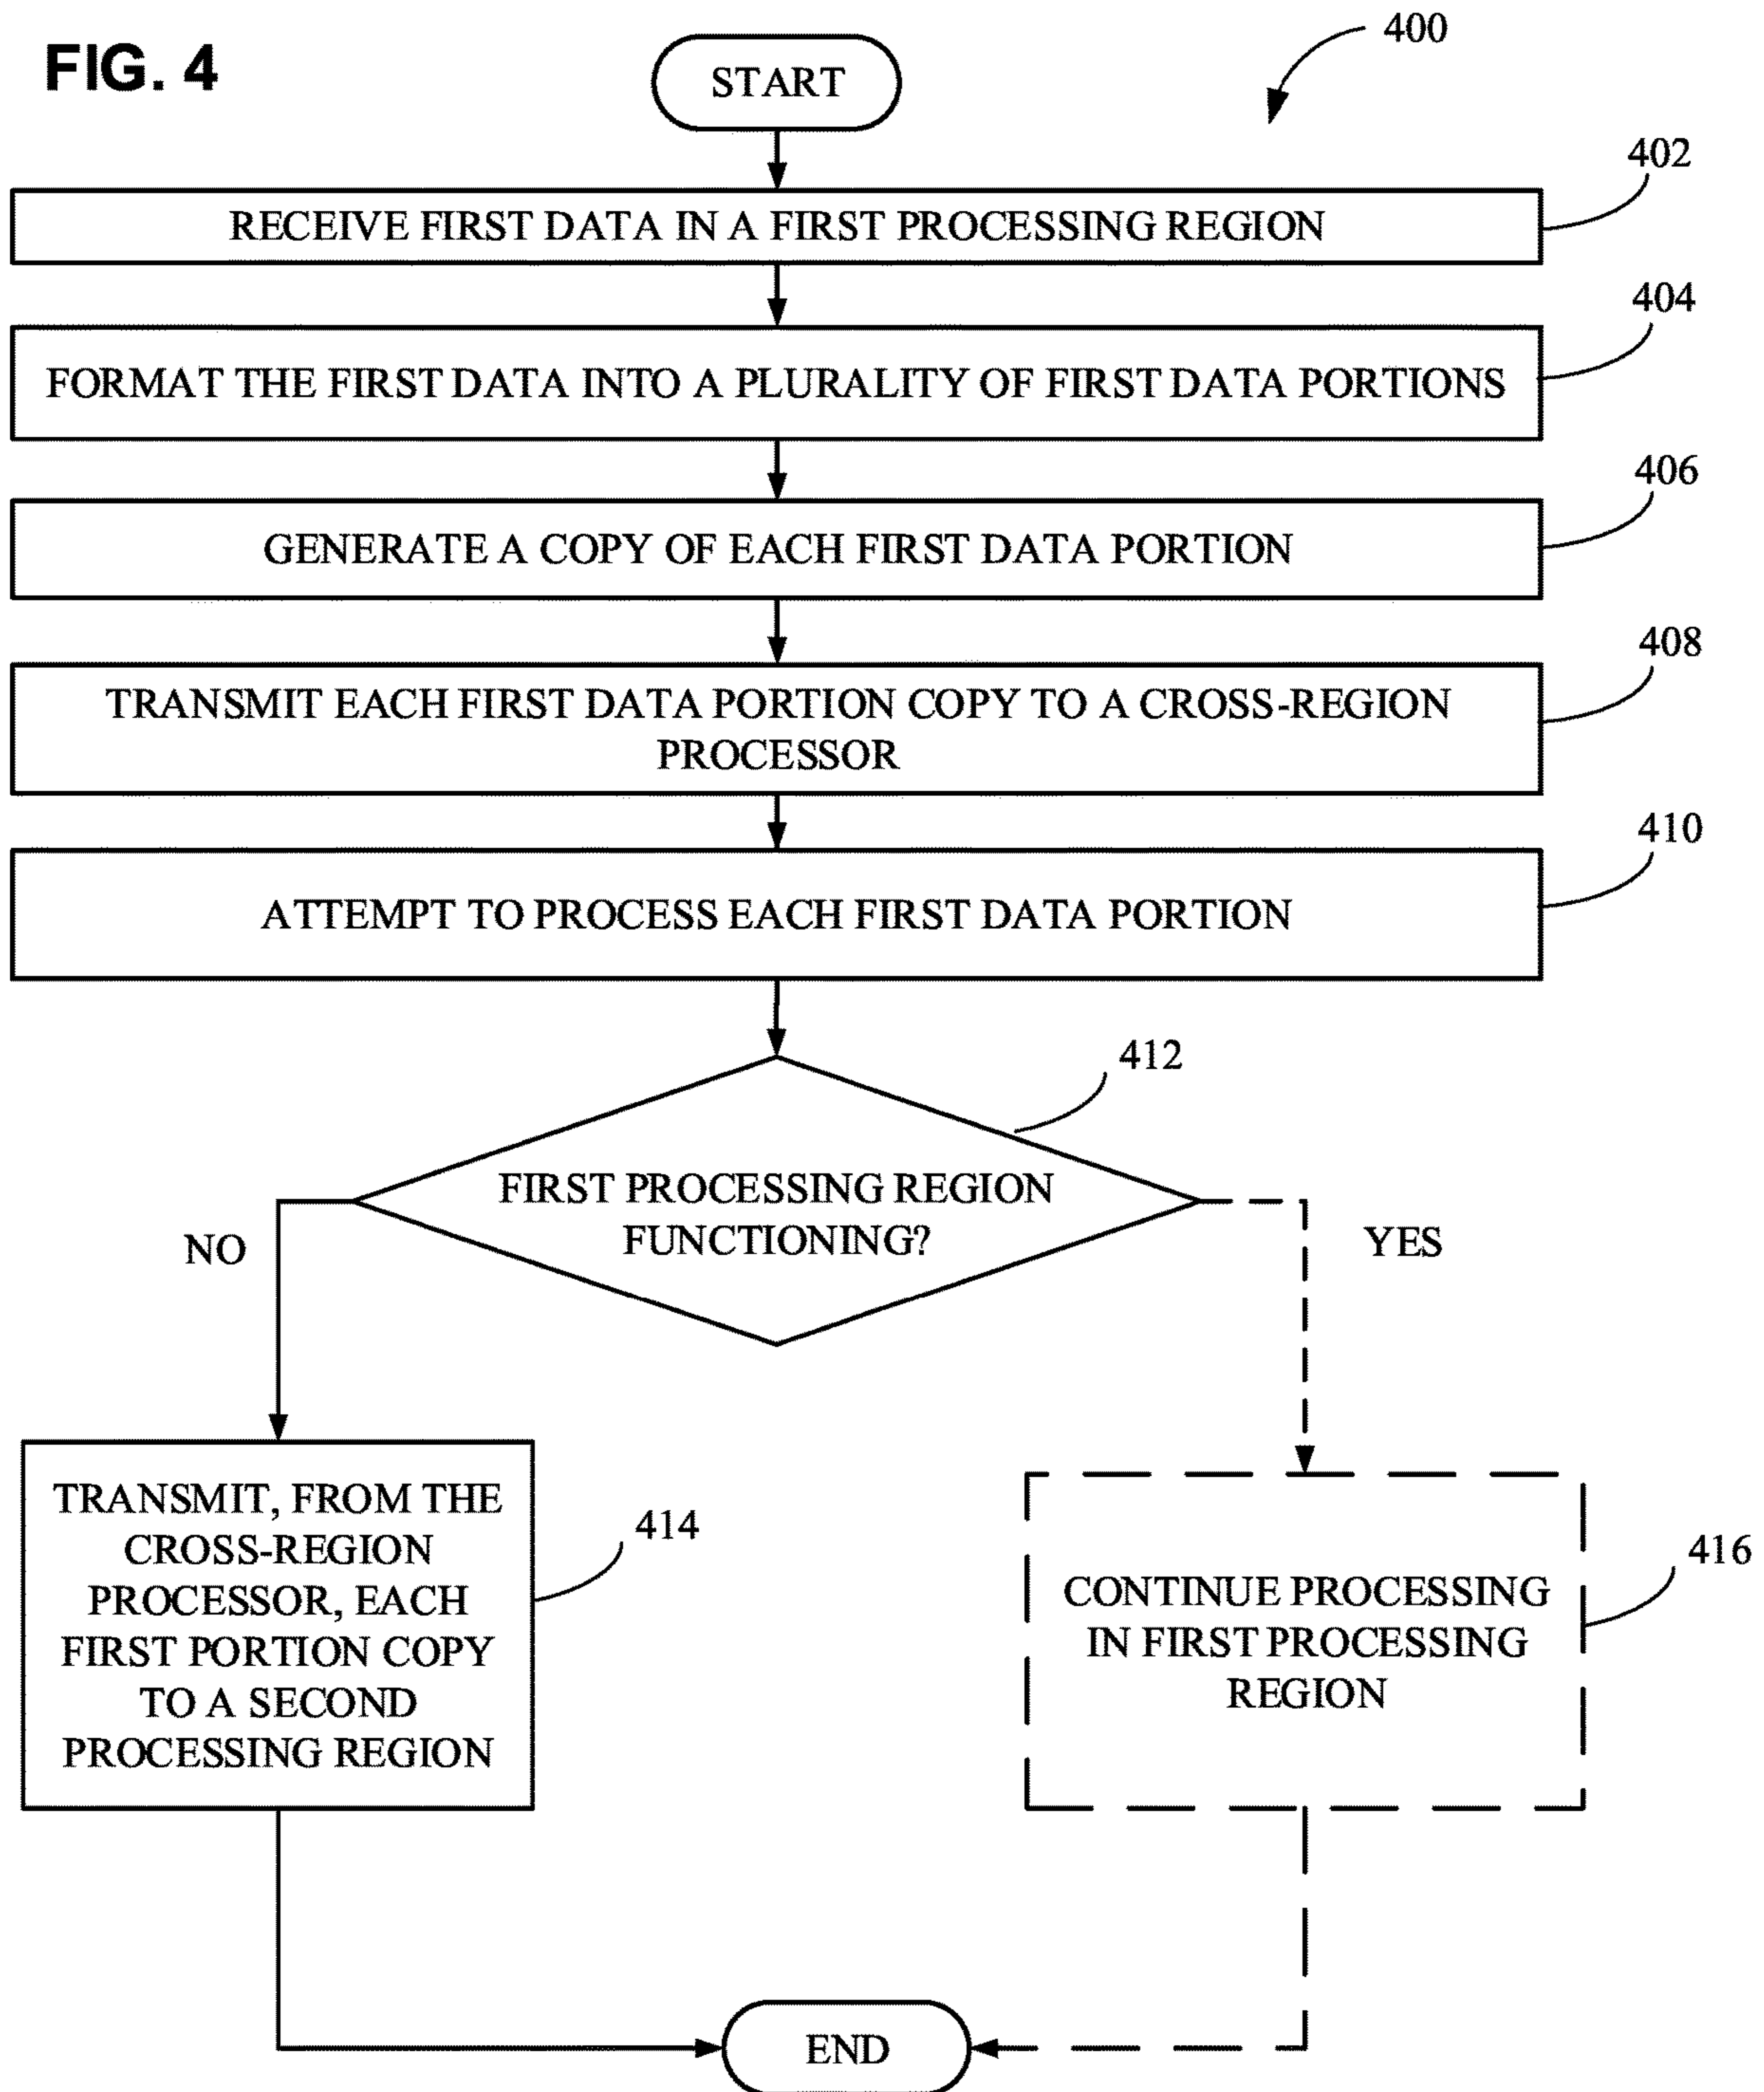 FIG. 4
START
400
402
RECEIVE FIRST DATA IN A FIRST PROCESSING REGION
404
FORMAT THE FIRST DATA INTO A PLURALITY OF FIRST DATA PORTIONS
406
GENERATE A COPY OF EACH FIRST DATA PORTION
408
TRANSMIT EACH FIRST DATA PORTION COPY TO A CROSS-REGION
PROCESSOR
410
ATTEMPT TO PROCESS EACH FIRST DATA PORTION
412
FIRST PROCESSING REGION
FUNCTIONING?
NO
YES
TRANSMIT, FROM THE
CROSS-REGION
PROCESSOR, EACH
FIRST PORTION COPY
TO A SECOND
PROCESSING REGION
414
416
CONTINUE PROCESSING
IN FIRST PROCESSING
REGION
END